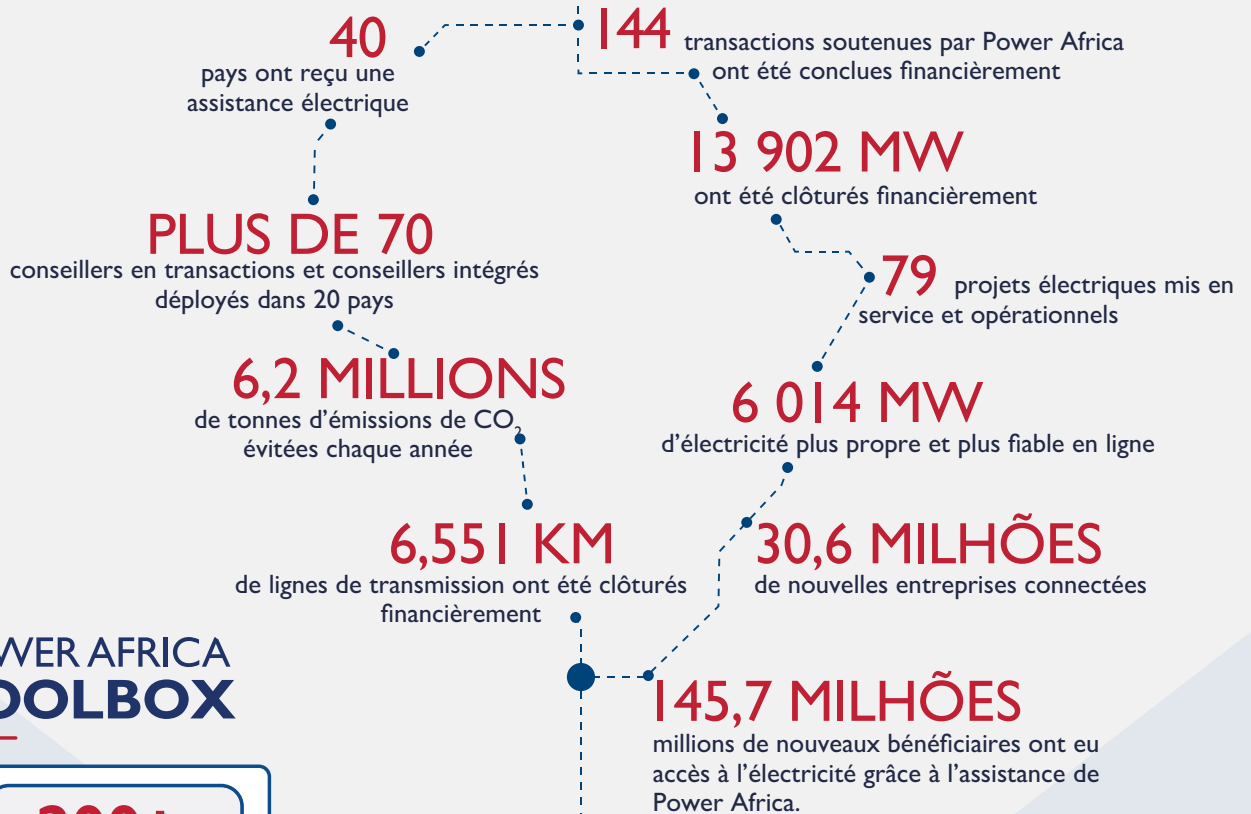 40
pays ont reçu une
assistance électrique
144 transactions soutenues par Power Africa
ont été conclues financièrement
13 902 MW
ont été clôturés financièrement
PLUS DE 70
conseillers en transactions et conseillers intégrés
déployés dans 20 pays
79 projets électriques mis en
service et opérationnels
6,2 MILLIONS
de tonnes d'émissions de CO₂
évitées chaque année
6 014 MW
d'électricité plus propre et plus fiable en ligne
6,551 KM
de lignes de transmission ont été clôturés
financièrement
30,6 MILHÕES
de nouvelles entreprises connectées
145,7 MILHÕES
millions de nouveaux bénéficiaires ont eu
accès à l'électricité grâce à l'assistance de
Power Africa.
WER AFRICA
OOLBOX